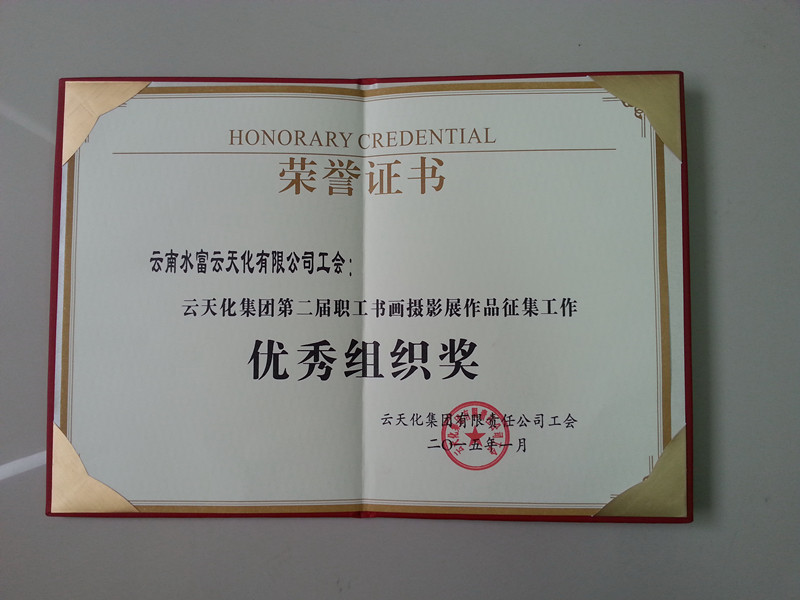 HONORARY CREDENTIAL
荣誉证书
云南水富云天化有限公司工会：
云天化集团第二届职工书画摄影展作品征集工作
优秀组织奖
云天化集团有限责任公司工会
二〇一五年一月